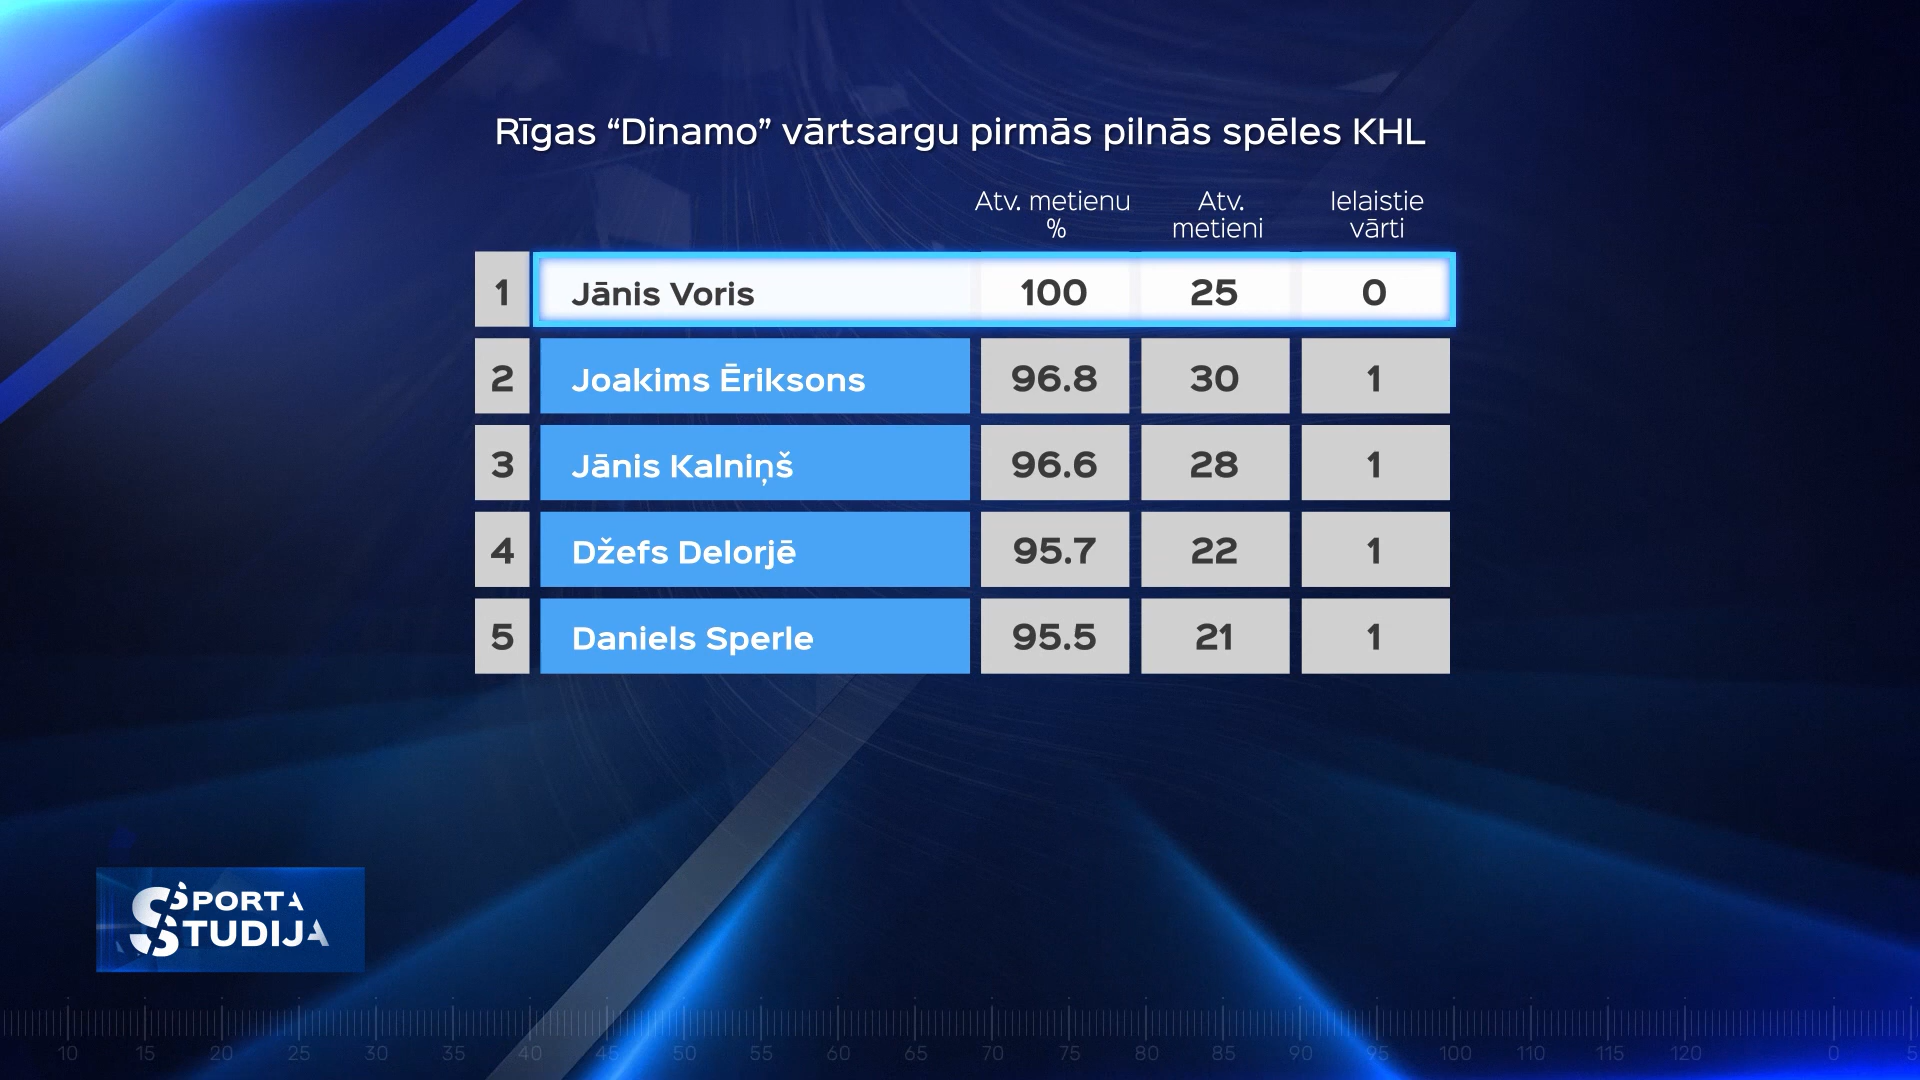 Rīgas “Dinamo” vārtsargu pirmās pilnās spēles KHL
Atv. metienu % Atv. metieni Ielaistie vārti
1 Jānis Voris 100 25 0
2 Joakims Ēriksons 96.8 30 1
3 Jānis Kalniņš 96.6 28 1
4 Džefs Delorjē 95.7 22 1
5 Daniels Sperle 95.5 21 1
SPORTA
STUDIJA
10 15 20 25 30 35 40 45 50 55 60 65 70 75 80 85 90 95 100 110 115 120 0 5